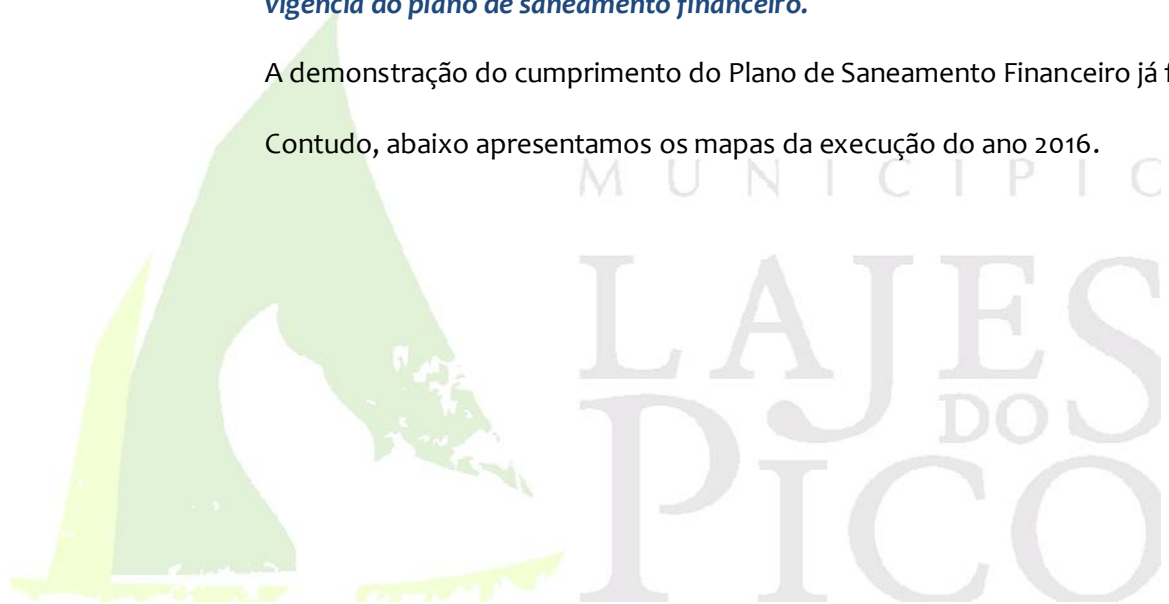 vigência do plano de saneamento financeiro.
A demonstração do cumprimento do Plano de Saneamento Financeiro já
Contudo, abaixo apresentamos os mapas da execução do ano 2016.
MUNICIPIO
LAJES
DO
PICO